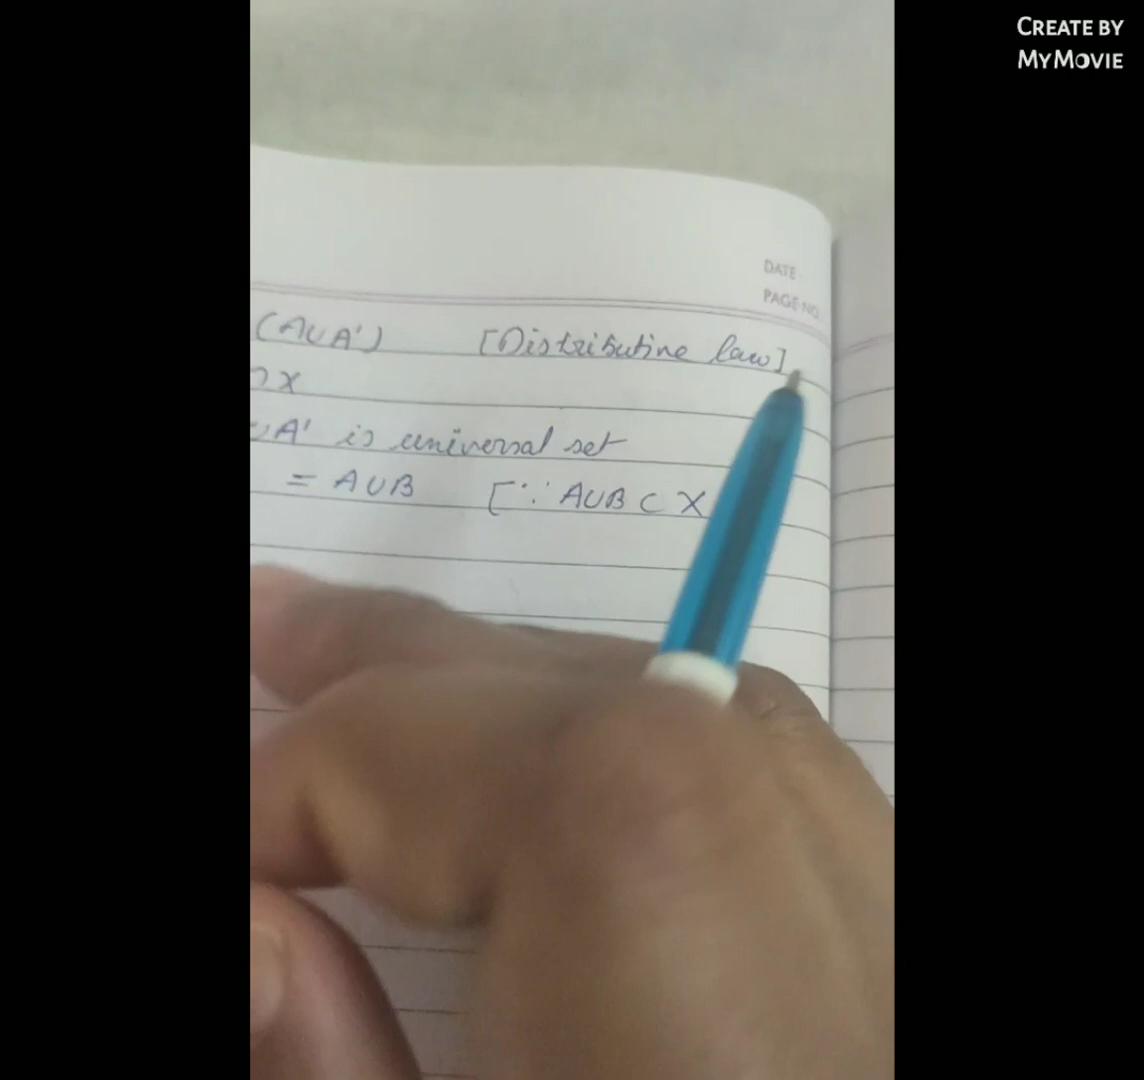 CREATE BY
MYMOVIE
DATE
PAGE NO.
(AUA') [Distributive law]
X
A' is universal set
= AUB [∵ AUB ⊂ X